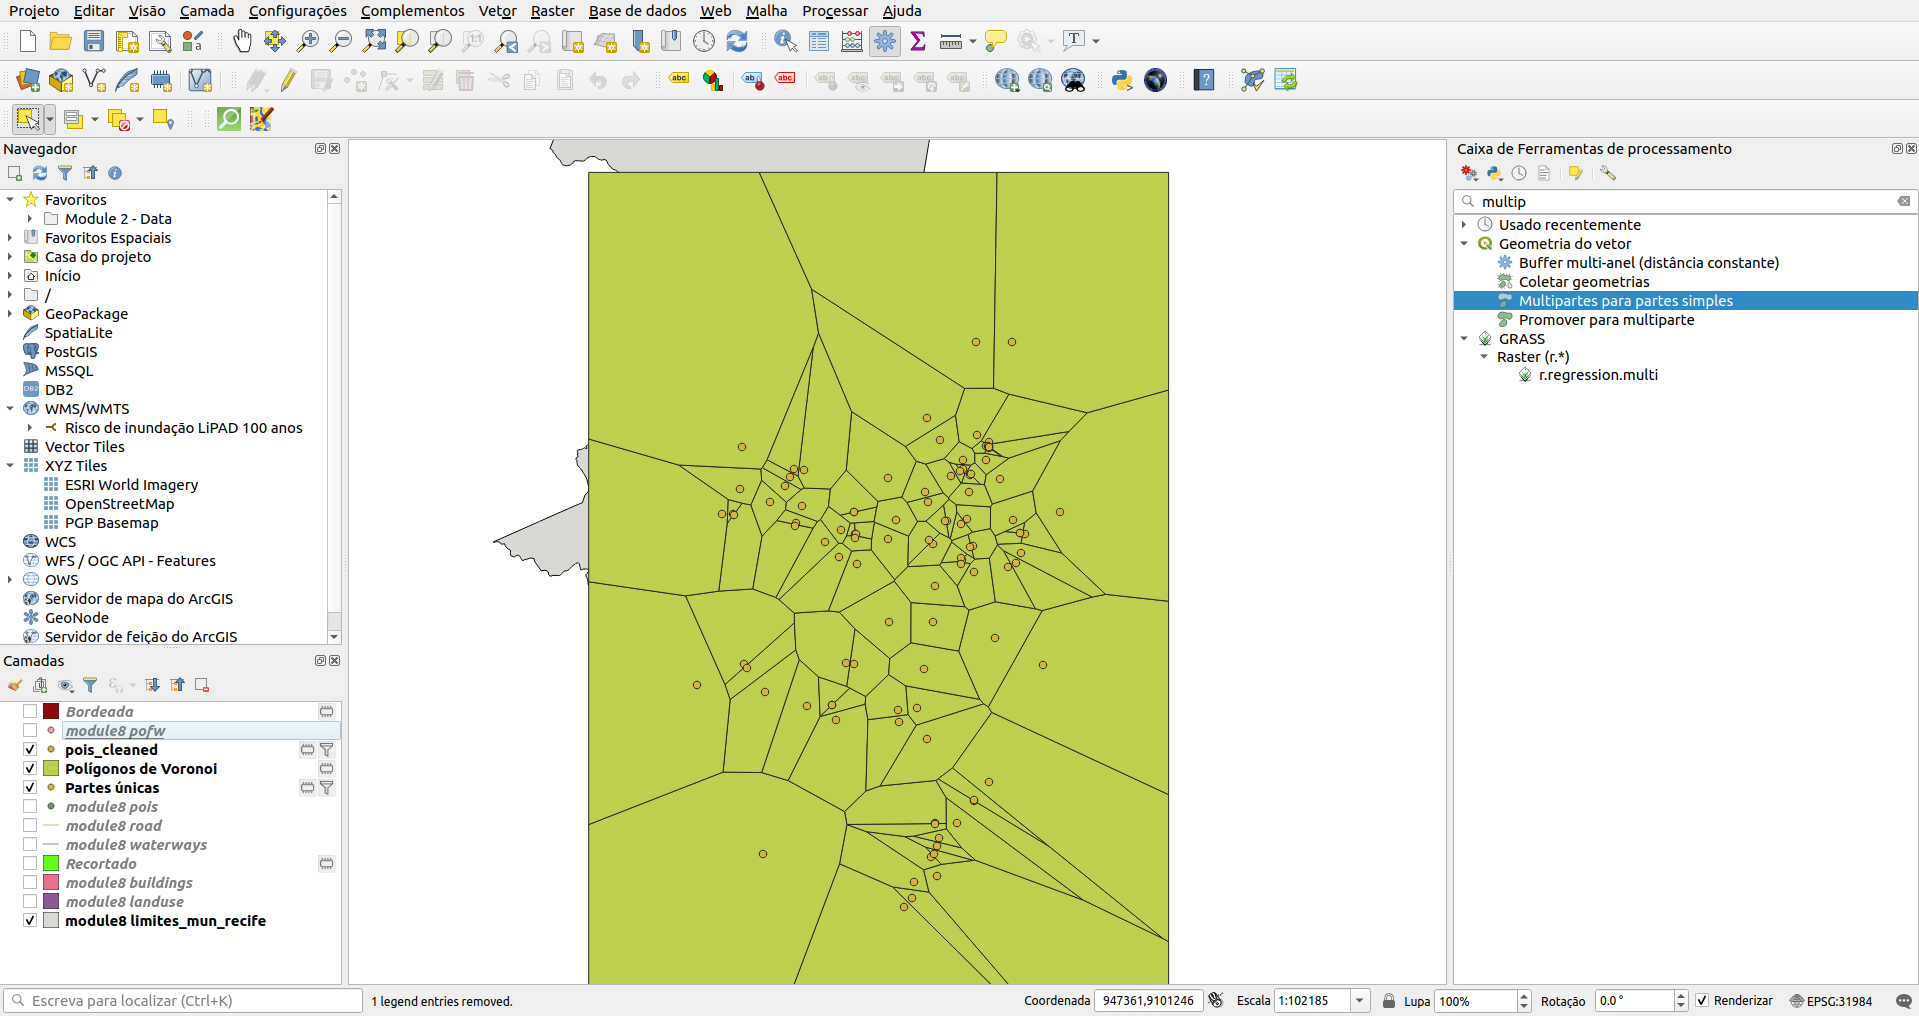 Projeto Editar Visão Camada Configurações Complementos Vetor Raster Base de dados Web Malha Processar Ajuda
Navegador
Favoritos
Module 2 - Data
Favoritos Espaciais
Casa do projeto
Início
/
GeoPackage
SpatiaLite
PostGIS
MSSQL
DB2
WMS/WMTS
Risco de inundação LiPAD 100 anos
Vector Tiles
XYZ Tiles
ESRI World Imagery
OpenStreetMap
PGP Basemap
WCS
WFS / OGC API - Features
OWS
Servidor de mapa do ArcGIS
GeoNode
Servidor de feição do ArcGIS
Camadas
Bordeada
module8 pofw
pois_cleaned
Polígonos de Voronoi
Partes únicas
module8 pois
module8 road
module8 waterways
Recortado
module8 buildings
module8 landuse
module8 limites_mun_recife
Caixa de Ferramentas de processamento
multip
Usado recentemente
Geometria do vetor
Buffer multi-anel (distância constante)
Coletar geometrias
Multipartes para partes simples
Promover para multiparte
GRASS
Raster (r.*)
r.regression.multi
Escreva para localizar (Ctrl+K)
1 legend entries removed.
Coordenada 947361,9101246
Escala 1:102185
Lupa 100%
Rotação 0.0 °
Renderizar
EPSG:31984